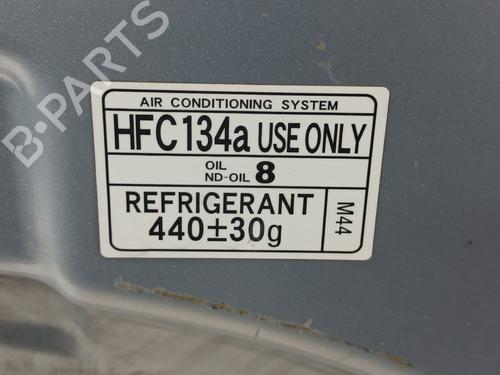 B-PARTS
AIR CONDITIONING SYSTEM
HFC134a USE ONLY
OIL
ND-OIL 8
REFRIGERANT
440±30g
M44